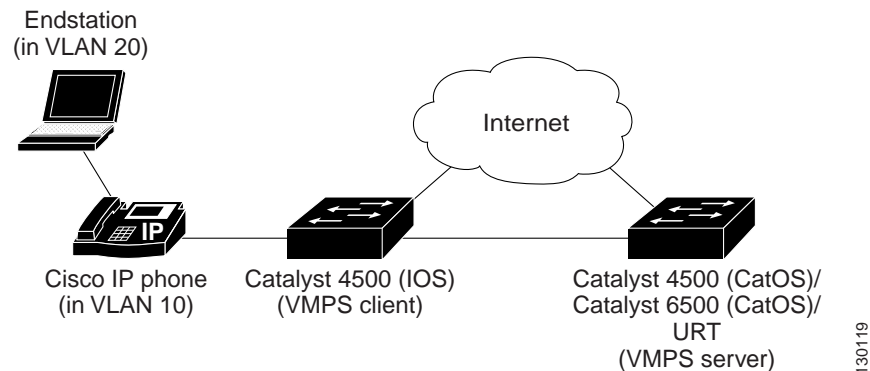 Endstation
(in VLAN 20)
Internet
IP
Cisco IP phone
(in VLAN 10)
Catalyst 4500 (IOS)
(VMPS client)
Catalyst 4500 (CatOS)/
Catalyst 6500 (CatOS)/
URT
(VMPS server)
130119